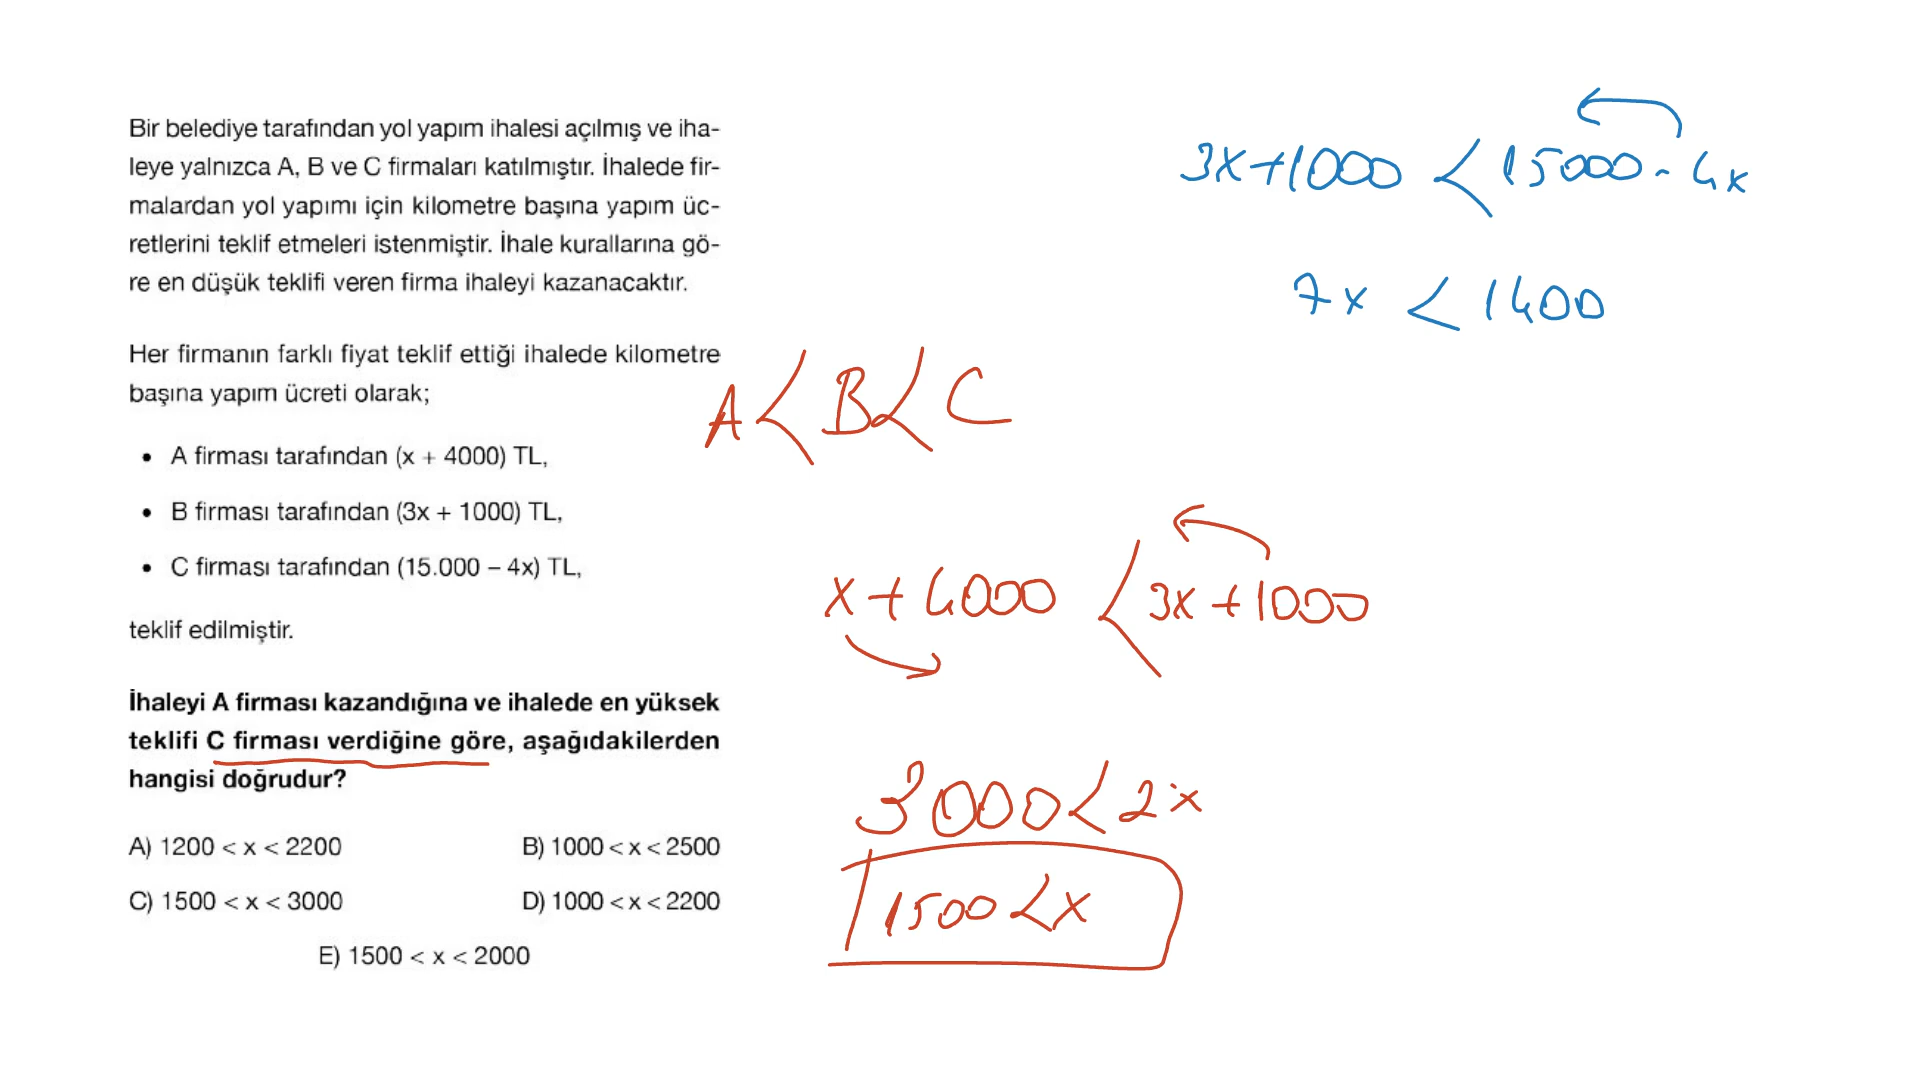 Bir belediye tarafından yol yapım ihalesi açılmış ve iha-
leye yalnızca A, B ve C firmaları katılmıştır. İhalede fir-
malardan yol yapımı için kilometre başına yapım üc-
retlerini teklif etmeleri istenmiştir. İhale kurallarına gö-
re en düşük teklifi veren firma ihaleyi kazanacaktır.
Her firmanın farklı fiyat teklif ettiği ihalede kilometre
başına yapım ücreti olarak;
• A firması tarafından (x + 4000) TL,
• B firması tarafından (3x + 1000) TL,
• C firması tarafından (15.000 – 4x) TL,
teklif edilmiştir.
İhaleyi A firması kazandığına ve ihalede en yüksek
teklifi C firması verdiğine göre, aşağıdakilerden
hangisi doğrudur?
A) 1200 < x < 2200 B) 1000 < x < 2500
C) 1500 < x < 3000 D) 1000 < x < 2200
E) 1500 < x < 2000
A < B < C
x + 4000 < 3x + 1000
3000 < 2x
1500 < x
3x + 1000 < 15000 - 4x
7x < 1400